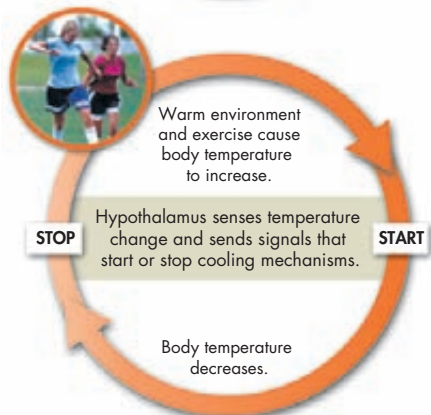 Warm environment
and exercise cause
body temperature
to increase.
STOP
Hypothalamus senses temperature
change and sends signals that
start or stop cooling mechanisms.
START
Body temperature
decreases.